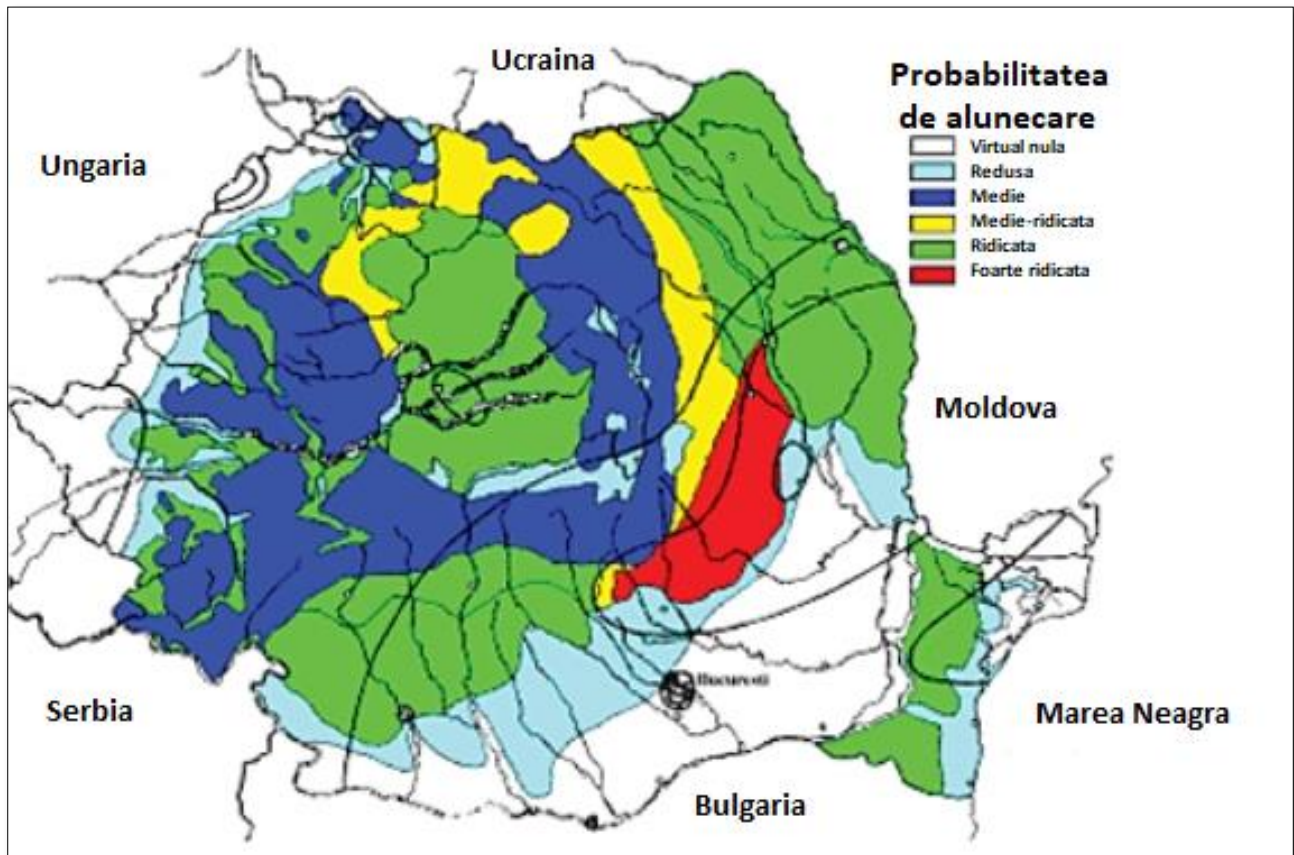 Ucraina
Probabilitatea
de alunecare
Virtual nula
Redusa
Medie
Medie-ridicata
Ridicata
Foarte ridicata
Ungaria
Moldova
Bucuresti
Serbia
Marea Neagra
Bulgaria